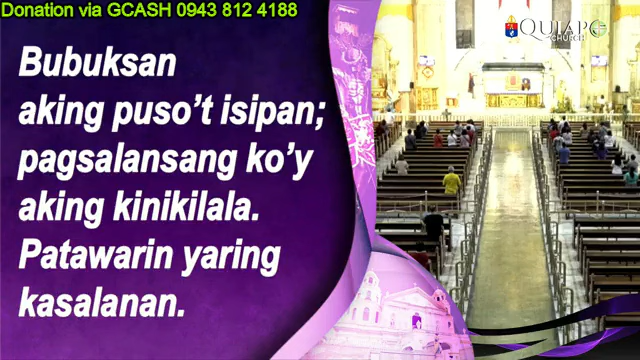 Donation via GCASH 0943 812 4188
QUIAPO
CHURCH
Bubuksan
aking puso't isipan;
pagsalansang ko'y
aking kinikilala.
Patawarin yaring
kasalanan.